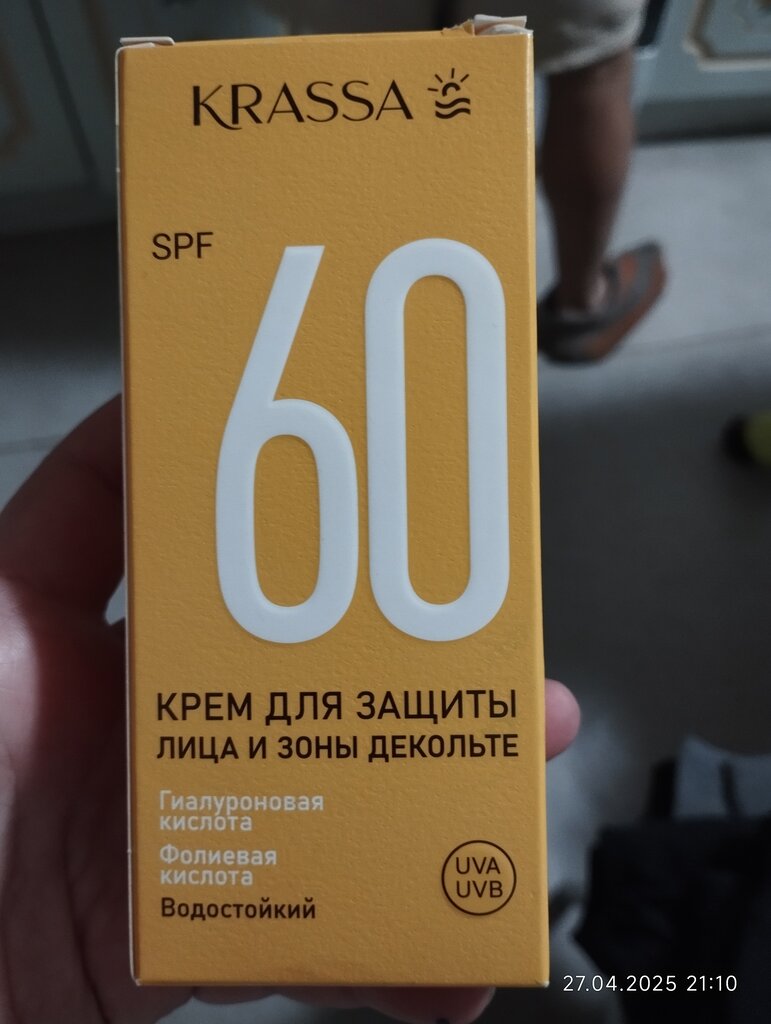 KRASSA
SPF
60
КРЕМ ДЛЯ ЗАЩИТЫ
ЛИЦА И ЗОНЫ ДЕКОЛЬТЕ
Гиалуроновая
кислота
Фолиевая
кислота
Водостойкий
UVA
UVB
27.04.2025 21:10